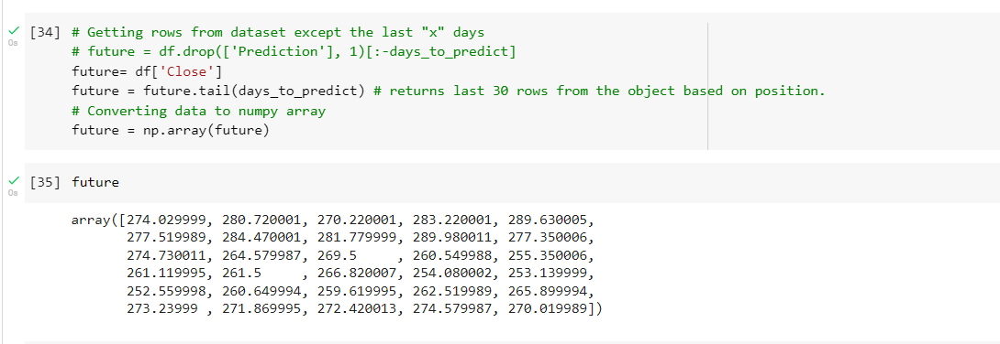 [34] # Getting rows from dataset except the last "x" days
# future = df.drop(['Prediction'], 1)[:-days_to_predict]
future= df['Close']
future = future.tail(days_to_predict) # returns last 30 rows from the object based on position.
# Converting data to numpy array
future = np.array(future)
0s
[35] future
0s
array([274.029999, 280.720001, 270.220001, 283.220001, 289.630005,
277.519989, 284.470001, 281.779999, 289.980011, 277.350006,
274.730011, 264.579987, 269.5     , 260.549988, 255.350006,
261.119995, 261.5     , 266.820007, 254.080002, 253.139999,
252.559998, 260.649994, 259.619995, 262.519989, 265.899994,
273.23999 , 271.869995, 272.420013, 274.579987, 270.019989])